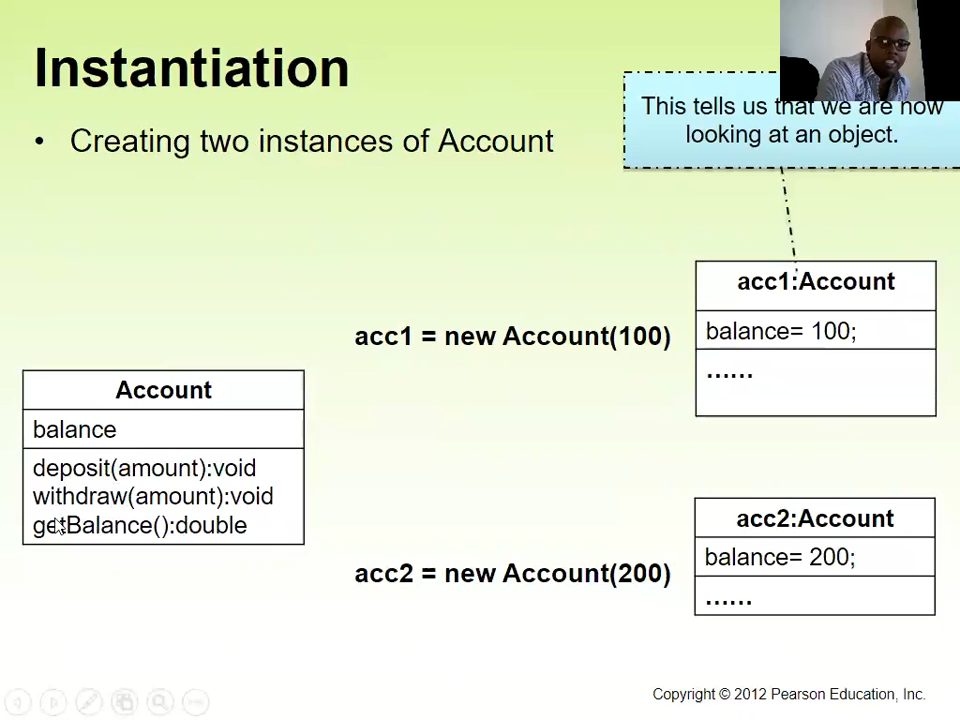 Instantiation
• Creating two instances of Account
This tells us that we are now
looking at an object.
acc1 = new Account(100)
acc1:Account
balance= 100;
......
Account
balance
deposit(amount):void
withdraw(amount):void
getBalance():double
acc2 = new Account(200)
acc2:Account
balance= 200;
......
Copyright © 2012 Pearson Education, Inc.